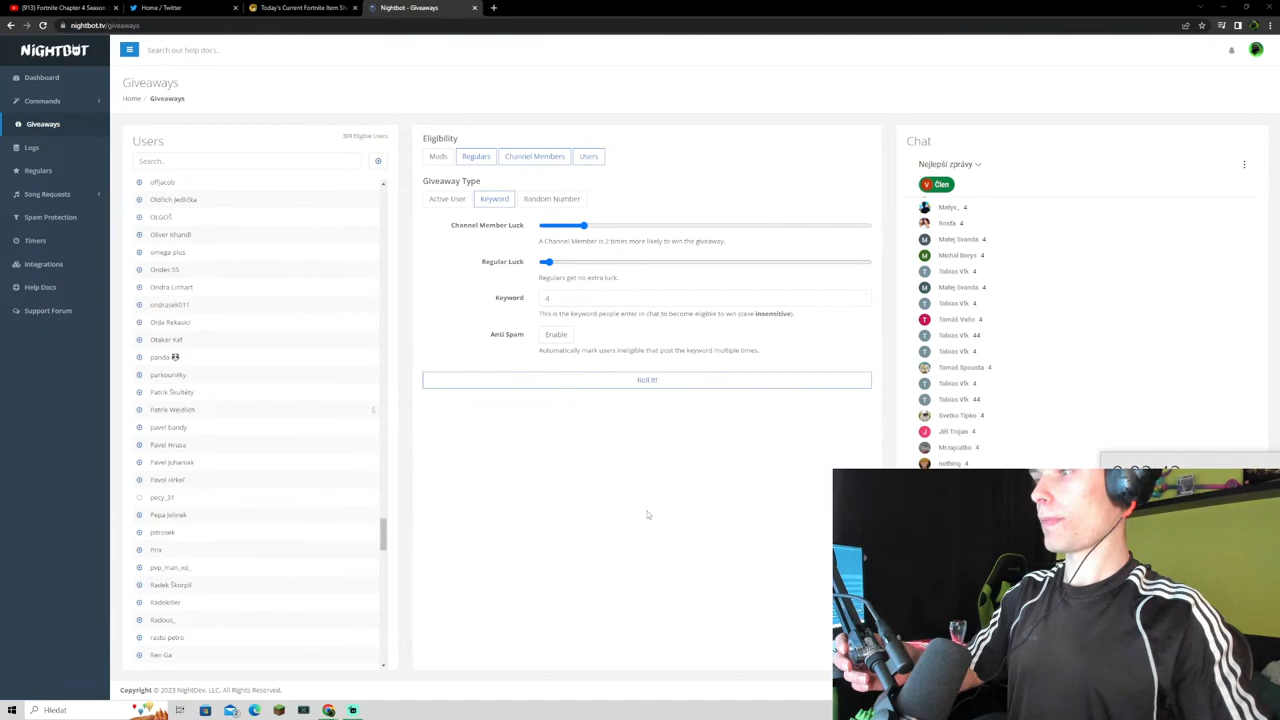 (913) Fortnite Chapter 4 Season
Home / Twitter
Today's Current Fortnite Item Sh
Nightbot - Giveaways
nightbot.tv/giveaways
NIGHTBOT
Search our help docs..
Dashboard
Commands
Giveaways
Logs
Regulars
Song Requests
Spam Protection
Timers
Integrations
Help Docs
Support Forum
Giveaways
Home / Giveaways
Users
399 Eligible Users
Search..
offjacob
Oldřich Jedlička
OLGOŠ
Oliver Khandl
omega plus
Ondes 55
Ondra Linhart
ondrasek011
Orda Rekasici
Otakar Kaf
panda
parkourviky
Patrik Škultéty
Patrik Weidlich
pavel bandy
Pavel Hrusa
Pavel Juhaniak
Pavol Hrkeľ
pecy_31
Pepa Jelinek
pitrosek
Prix
pvp_man_xd_
Radek Škorpil
Radokiller
Radous_
rasto petro
Ren Ga
Eligibility
Mods Regulars Channel Members Users
Giveaway Type
Active User Keyword Random Number
Channel Member Luck
A Channel Member is 2 times more likely to win the giveaway.
Regular Luck
Regulars get no extra luck.
Keyword 4
This is the keyword people enter in chat to become eligible to win (case insensitive).
Anti Spam Enable
Automatically mark users ineligible that post the keyword multiple times.
Roll It!
Chat
Nejlepší zprávy
V Člen
Matyx_ 4
Rosťa 4
M Matej Svanda 4
M Michal Borys 4
T Tobias Vlk 4
M Matej Svanda 4
T Tobias Vlk 4
T Tomáš Vaňo 4
T Tobias Vlk 44
T Tobias Vlk 4
Tomáš Spousta 4
T Tobias Vlk 4
T Tobias Vlk 44
Svetko Tipko 4
J Jiří Trojan 4
Mr.rajcatko 4
nothing 4
Copyright © 2023 NightDev, LLC. All Rights Reserved.
Hledat